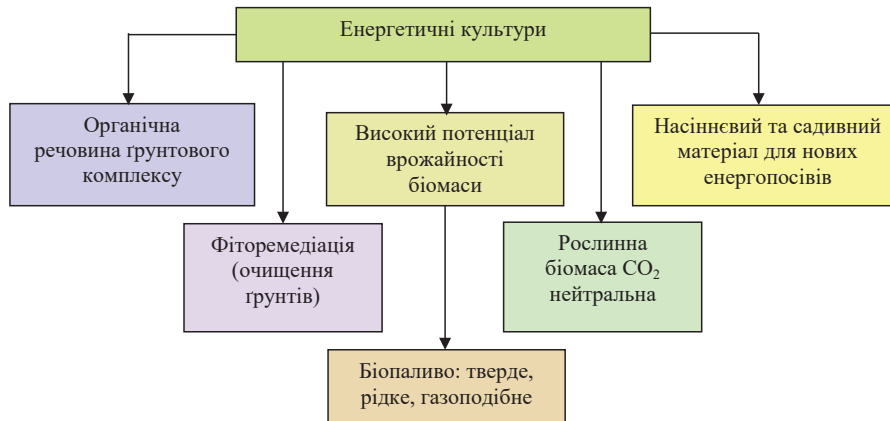 Енергетичні культури
Органічна
речовина ґрунтового
комплексу
Високий потенціал
врожайності
біомаси
Насіннєвий та садивний
матеріал для нових
енергопосівів
Фіторемедіація
(очищення
ґрунтів)
Рослинна
біомаса CO₂
нейтральна
Біопаливо: тверде,
рідке, газоподібне